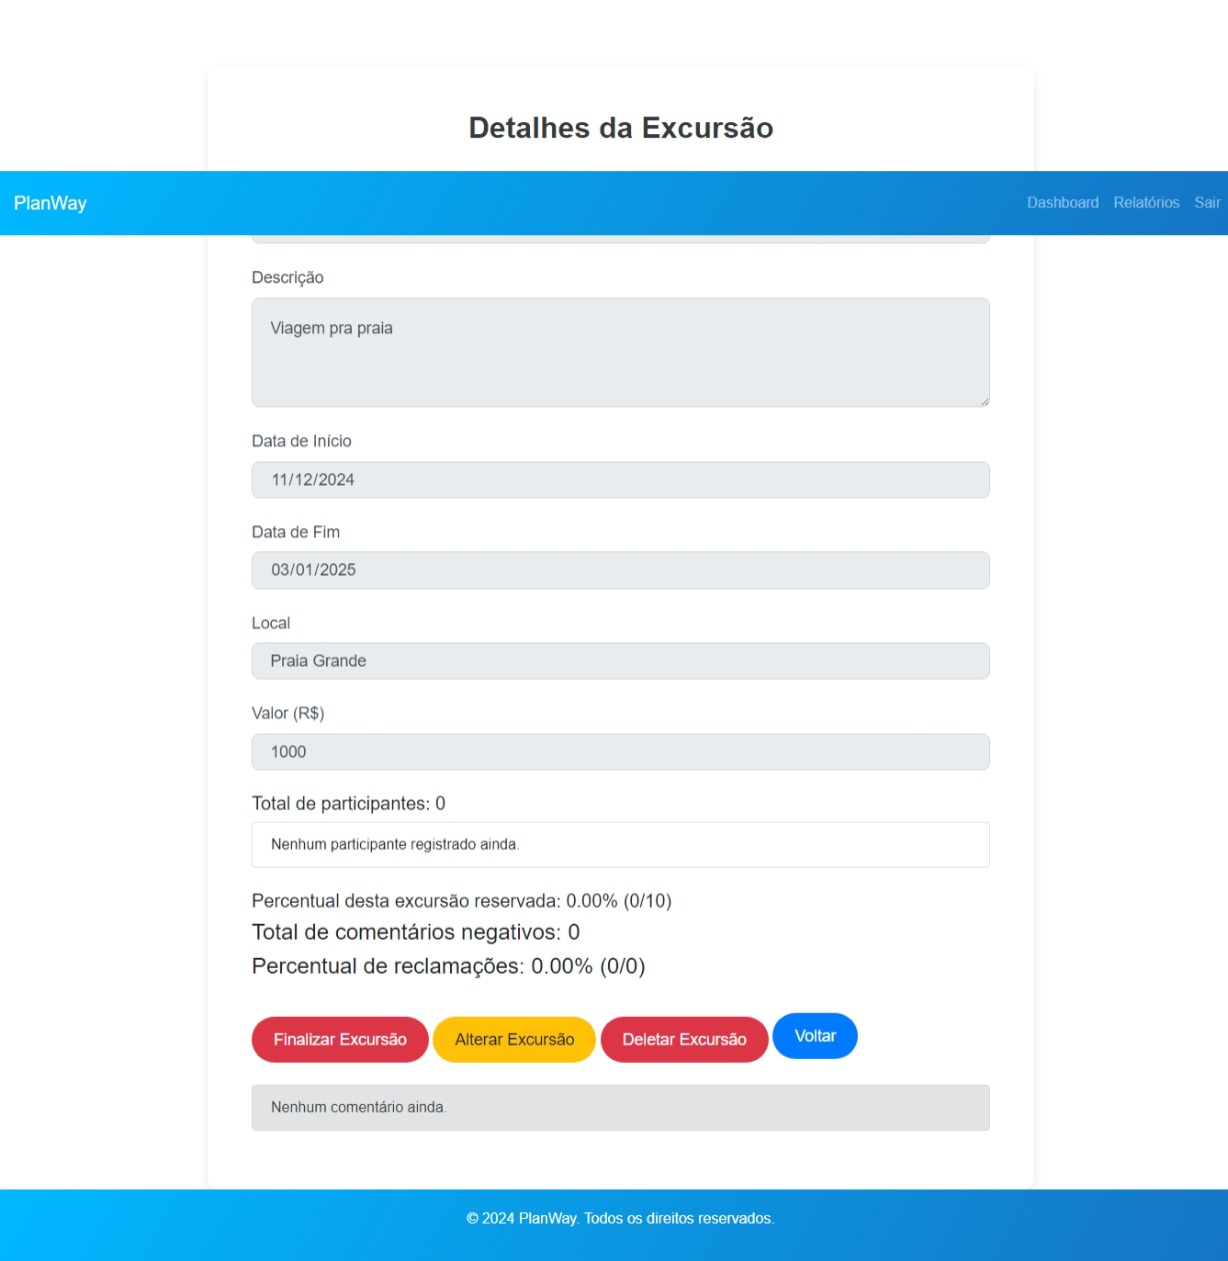 Detalhes da Excursão
PlanWay
Dashboard Relatórios Sair
Descrição
Viagem pra praia
Data de Início
11/12/2024
Data de Fim
03/01/2025
Local
Praia Grande
Valor (R$)
1000
Total de participantes: 0
Nenhum participante registrado ainda.
Percentual desta excursão reservada: 0.00% (0/10)
Total de comentários negativos: 0
Percentual de reclamações: 0.00% (0/0)
Finalizar Excursão Alterar Excursão Deletar Excursão Voltar
Nenhum comentário ainda.
© 2024 PlanWay. Todos os direitos reservados.